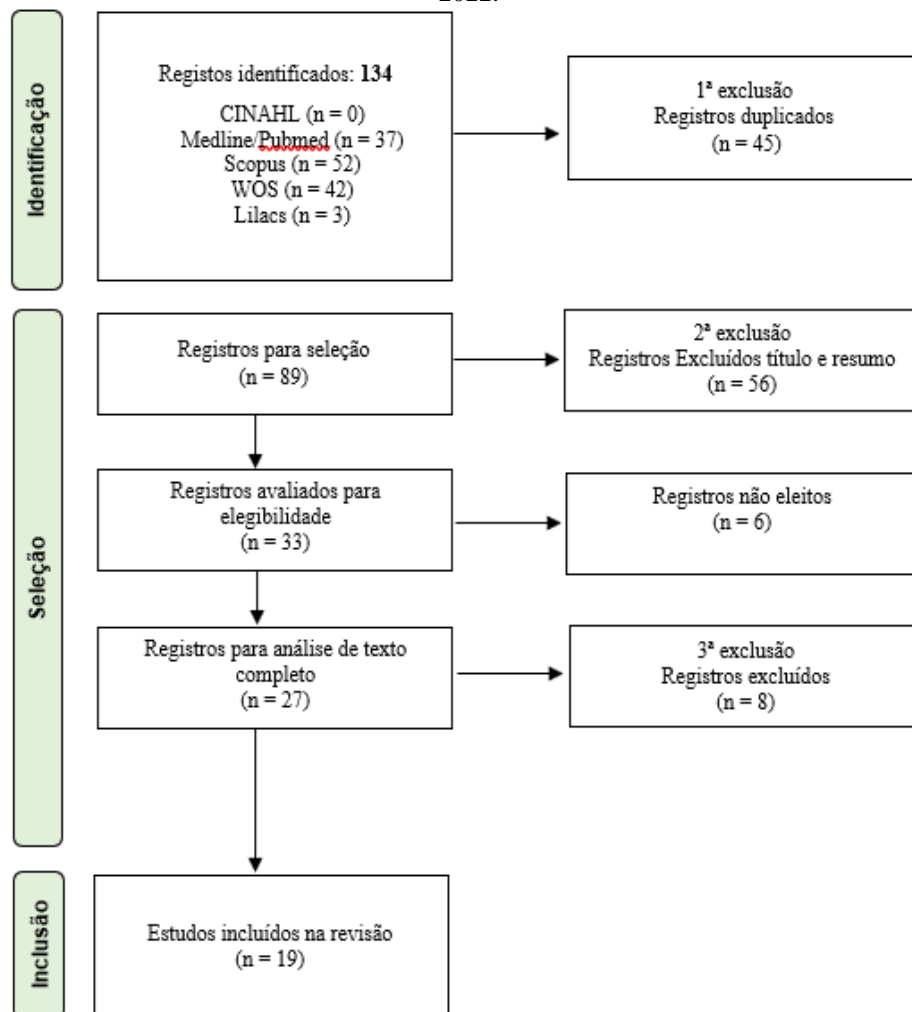 2022.
Identificação
Registos identificados: 134
CINAHL (n = 0)
Medline/Pubmed (n = 37)
Scopus (n = 52)
WOS (n = 42)
Lilacs (n = 3)
1ª exclusão
Registros duplicados
(n = 45)
Seleção
Registros para seleção
(n = 89)
2ª exclusão
Registros Excluídos título e resumo
(n = 56)
Registros avaliados para
elegibilidade
(n = 33)
Registros não eleitos
(n = 6)
Registros para análise de texto
completo
(n = 27)
3ª exclusão
Registros excluídos
(n = 8)
Inclusão
Estudos incluídos na revisão
(n = 19)